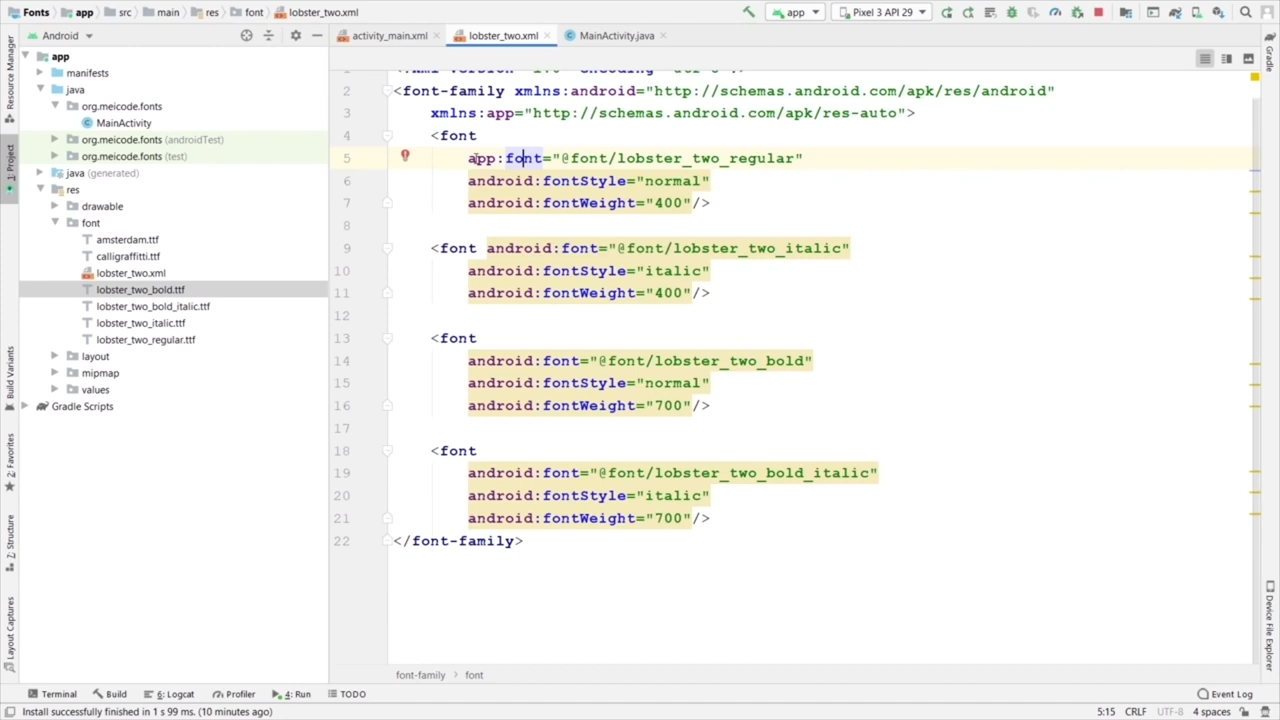 Fonts app src main res font lobster_two.xml app Pixel 3 API 29
Android
activity_main.xml lobster_two.xml MainActivity.java
Resource Manager
1: Project
Build Variants
2: Favorites
7: Structure
Layout Captures
app
manifests
java
org.meicode.fonts
MainActivity
org.meicode.fonts (androidTest)
org.meicode.fonts (test)
java (generated)
res
drawable
font
amsterdam.ttf
calligraffitti.ttf
lobster_two.xml
lobster_two_bold.ttf
lobster_two_bold_italic.ttf
lobster_two_italic.ttf
lobster_two_regular.ttf
layout
mipmap
values
Gradle Scripts
2 <font-family xmlns:android="http://schemas.android.com/apk/res/android"
3 xmlns:app="http://schemas.android.com/apk/res-auto">
4 <font
5 app:font="@font/lobster_two_regular"
6 android:fontStyle="normal"
7 android:fontWeight="400"/>
8
9 <font android:font="@font/lobster_two_italic"
10 android:fontStyle="italic"
11 android:fontWeight="400"/>
12
13 <font
14 android:font="@font/lobster_two_bold"
15 android:fontStyle="normal"
16 android:fontWeight="700"/>
17
18 <font
19 android:font="@font/lobster_two_bold_italic"
20 android:fontStyle="italic"
21 android:fontWeight="700"/>
22 </font-family>
Gradle
Device File Explorer
font-family font
Terminal Build 6: Logcat Profiler 4: Run TODO Event Log
Install successfully finished in 1 s 99 ms. (10 minutes ago) 5:15 CRLF UTF-8 4 spaces